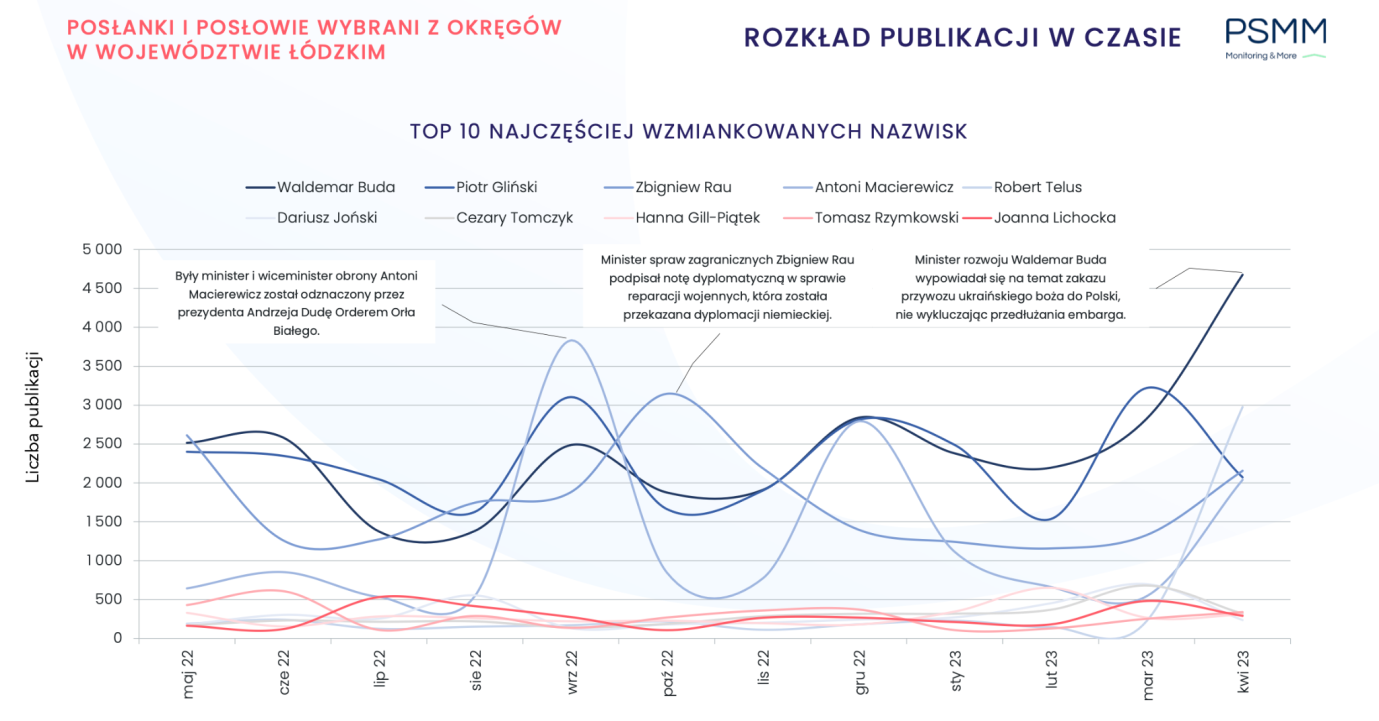 POSŁANKI I POSŁOWIE WYBRANI Z OKRĘGÓW
W WOJEWÓDZTWIE ŁÓDZKIM
ROZKŁAD PUBLIKACJI W CZASIE
PSMM
Monitoring & More
TOP 10 NAJCZĘŚCIEJ WZMIANKOWANYCH NAZWISK
Waldemar Buda
Piotr Gliński
Zbigniew Rau
Antoni Macierewicz
Robert Telus
Dariusz Joński
Cezary Tomczyk
Hanna Gill-Piątek
Tomasz Rzymkowski
Joanna Lichocka
Były minister i wiceminister obrony Antoni
Macierewicz został odznaczony przez
prezydenta Andrzeja Dudę Orderem Orła
Białego.
Minister spraw zagranicznych Zbigniew Rau
podpisał notę dyplomatyczną w sprawie
reparacji wojennych, która została
przekazana dyplomacji niemieckiej.
Minister rozwoju Waldemar Buda
wypowiadał się na temat zakazu
przywozu ukraińskiego boża do Polski,
nie wykluczając przedłużania embarga.
Liczba publikacji
5 000
4 500
4 000
3 500
3 000
2 500
2 000
1 500
1 000
500
0
maj 22
cze 22
lip 22
sie 22
wrz 22
paź 22
lis 22
gru 22
sty 23
lut 23
mar 23
kwi 23